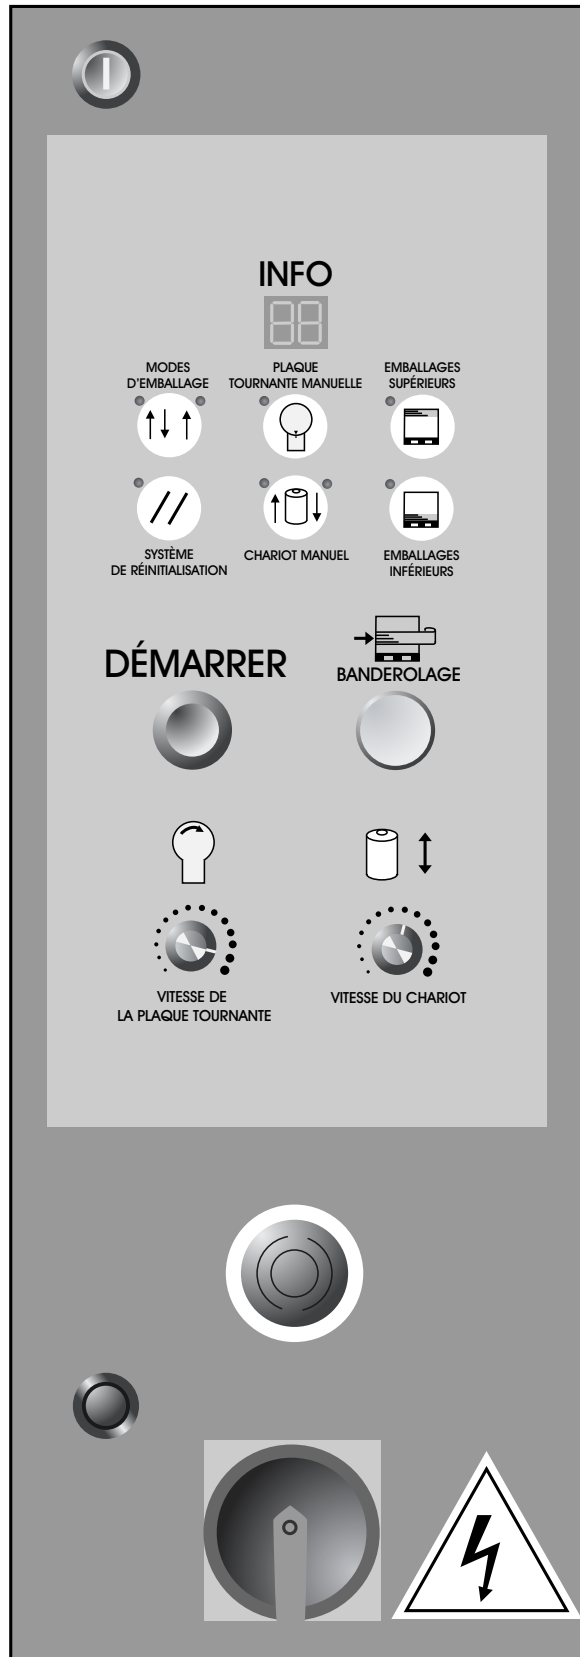 INFO
88
MODES
D'EMBALLAGE
PLAQUE
TOURNANTE MANUELLE
EMBALLAGES
SUPÉRIEURS
SYSTÈME
DE RÉINITIALISATION
CHARIOT MANUEL
EMBALLAGES
INFÉRIEURS
DÉMARRER
BANDEROLAGE
VITESSE DE
LA PLAQUE TOURNANTE
VITESSE DU CHARIOT